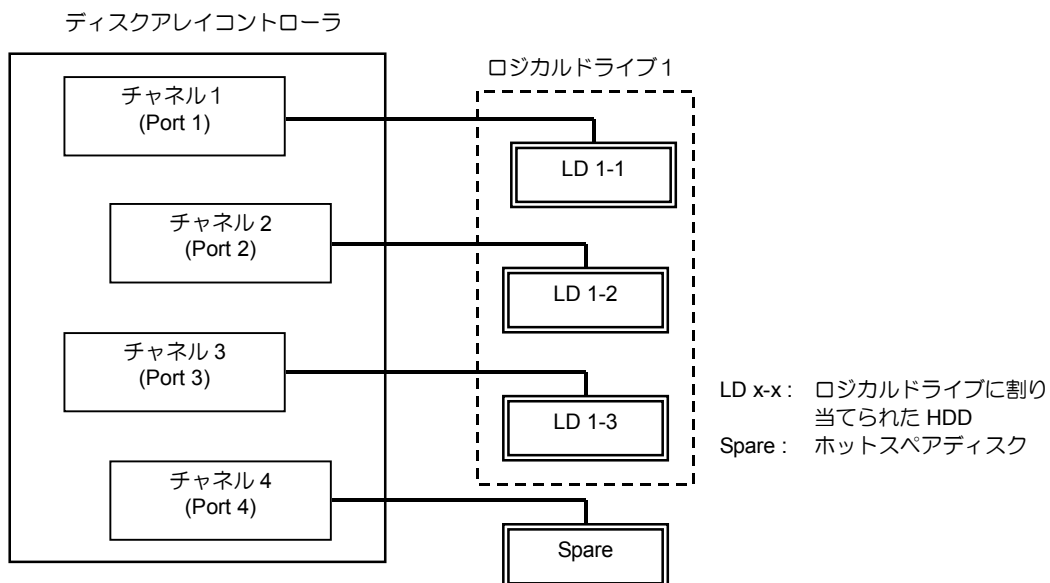 ディスクアレイコントローラ
ロジカルドライブ1
チャネル 1
(Port 1)
LD 1-1
チャネル 2
(Port 2)
LD 1-2
チャネル 3
(Port 3)
LD 1-3
LD x-x : ロジカルドライブに割り
当てられた HDD
Spare : ホットスペアディスク
チャネル 4
(Port 4)
Spare